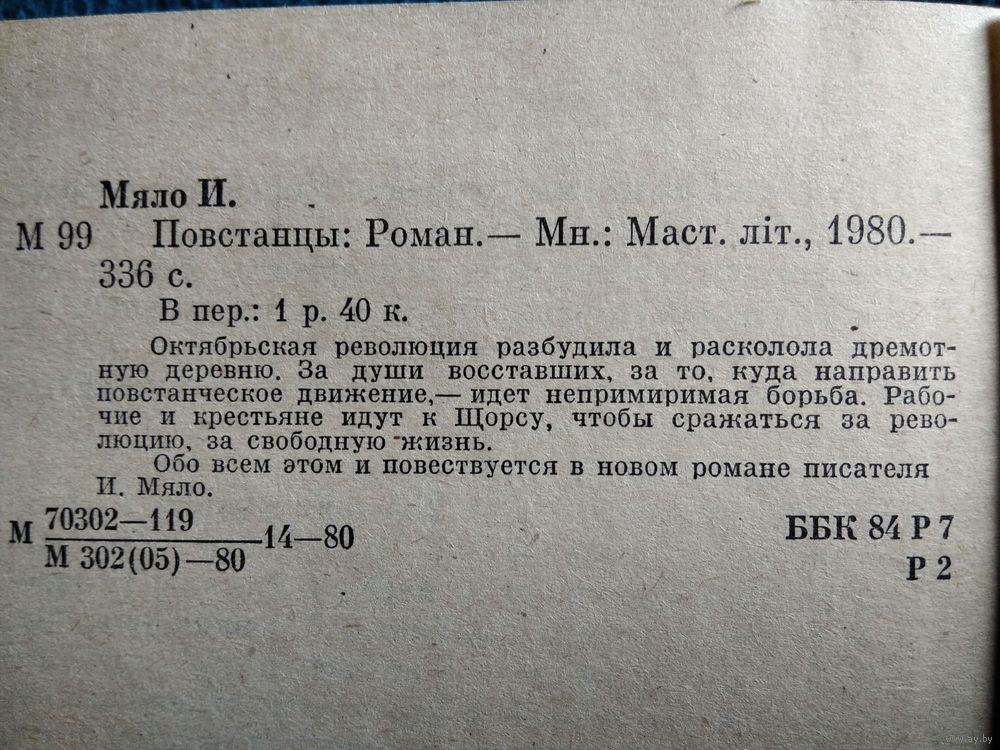 Мяло И.
М 99 Повстанцы: Роман.— Мн.: Маст. літ., 1980.—
336 с.
В пер.: 1 р. 40 к.
Октябрьская революция разбудила и расколола дремот-
ную деревню. За души восставших, за то, куда направить
повстанческое движение,— идет непримиримая борьба. Рабо-
чие и крестьяне идут к Щорсу, чтобы сражаться за рево-
люцию, за свободную жизнь.
Обо всем этом и повествуется в новом романе писателя
И. Мяло.
М 70302—119
М 302(05)—80 14—80
ББК 84 Р 7
Р 2
www.ay.by